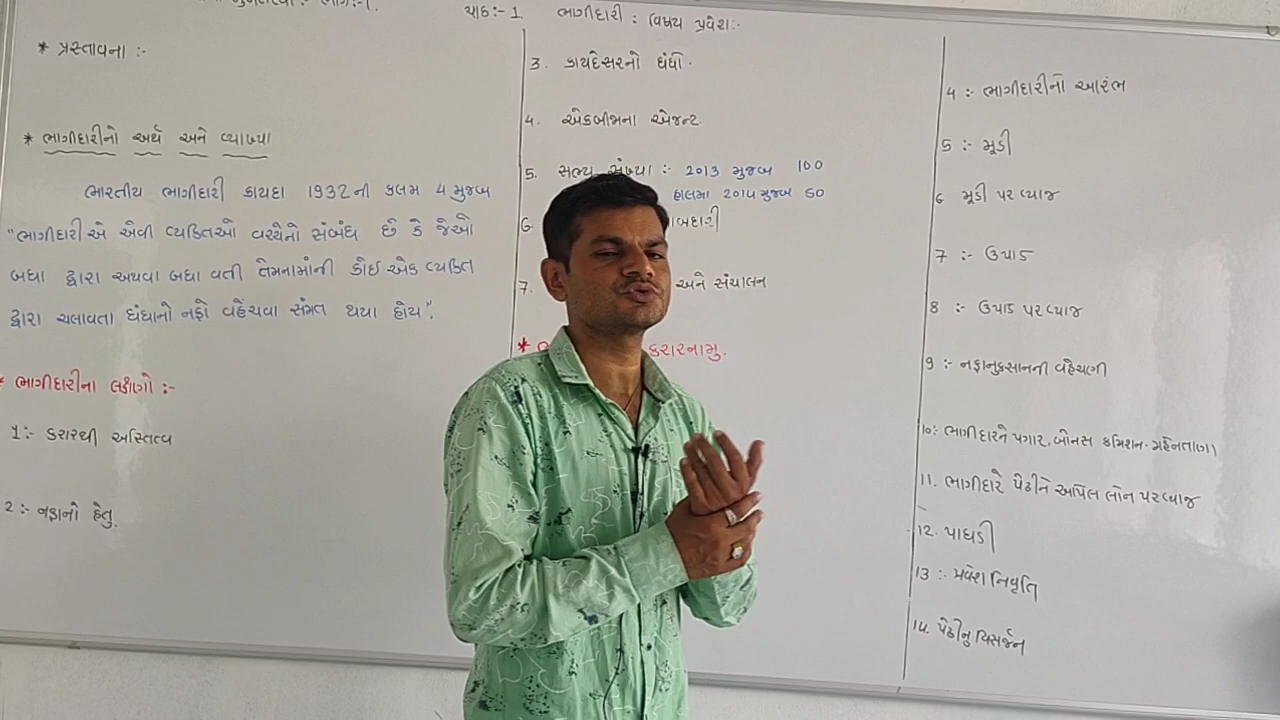 પાઠ:- 1. ભાગીદારી : વિષય પ્રવેશ:-
* પ્રસ્તાવના :-
* ભાગીદારીનો અર્થ અને વ્યાખ્યા
ભારતીય ભાગીદારી કાયદા 1932ની કલમ 4 મુજબ
"ભાગીદારી એ એવી વ્યકિતઓ વચ્ચેનો સંબંધ છે કે જેઓ
બધા દ્વારા અથવા બધા વતી તેમનામાંની કોઈ એક વ્યકિત
દ્વારા ચલાવતા ધંધાનો નફો વહેંચવા સંમત થયા હોય".
* ભાગીદારીના લક્ષણો :-
1:- કરારથી અસ્તિત્વ
2:- નફાનો હેતુ.
3. કાયદેસરનો ધંધો.
4. એકબીજાના એજન્ટ
5. સભ્ય સંખ્યા :- 2013 મુજબ 100
હાલમા 2014 મુજબ 50
6.
7. અને સંચાલન
* કરારનામુ.
4 :- ભાગીદારીનો આરંભ
5 :- મૂડી
6 મૂડી પર વ્યાજ
7 :- ઉપાડ
8 :- ઉપાડ પર વ્યાજ
9 :- નફાનુકસાનની વહેચણી
10:- ભાગીદારને પગાર, બોનસ કમિશન-મહેનતાણા
11. ભાગીદારે પેઢીને આપેલ લોન પર વ્યાજ
12. પાઘડી
13 :- પ્રવેશ નિવૃતિ
14. પેઢીનુ વિસર્જન